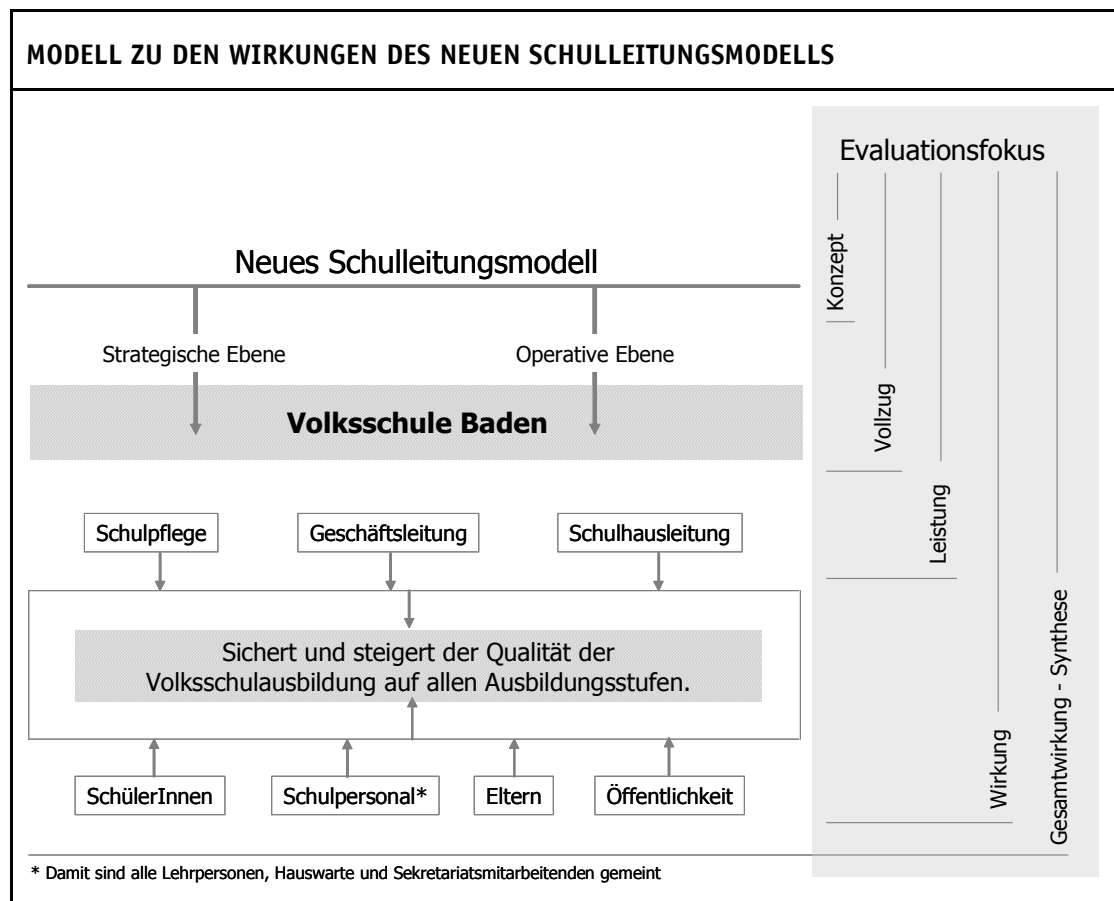 MODELL ZU DEN WIRKUNGEN DES NEUEN SCHULLEITUNGSMODELLS
Evaluationsfokus
Neues Schulleitungsmodell
Konzept
Strategische Ebene
Operative Ebene
Volksschule Baden
Vollzug
Schulpflege
Geschäftsleitung
Schulhausleitung
Leistung
Sichert und steigert der Qualität der
Volksschulausbildung auf allen Ausbildungsstufen.
SchülerInnen
Schulpersonal*
Eltern
Öffentlichkeit
Wirkung
Gesamtwirkung - Synthese
* Damit sind alle Lehrpersonen, Hauswarte und Sekretariatsmitarbeitenden gemeint